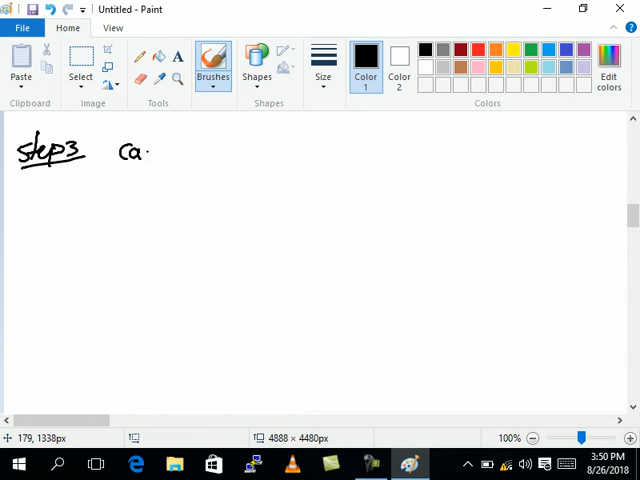 Untitled - Paint
File Home View
Paste Select Brushes Shapes Size Color 1 Color 2 Edit colors
Clipboard Image Tools Shapes Colors
step3 ca
179, 1338px 4888 × 4480px 100%
3:50 PM
8/26/2018